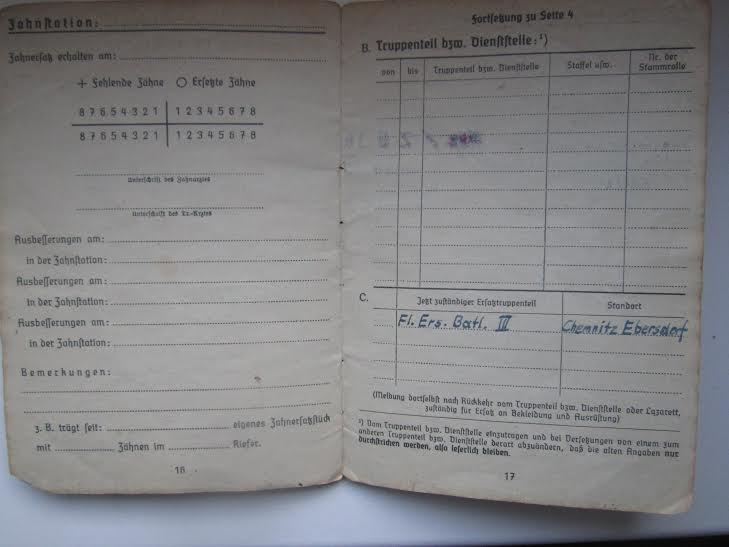 Zahnstation:
Zahnersatz erhalten am:
+ Fehlende Zähne ○ Ersetzte Zähne
8 7 6 5 4 3 2 1 | 1 2 3 4 5 6 7 8
8 7 6 5 4 3 2 1 | 1 2 3 4 5 6 7 8
Unterschrift des Zahnarztes
Unterschrift des Tr.-Arztes
Ausbesserungen am:
in der Zahnstation:
Ausbesserungen am:
in der Zahnstation:
Ausbesserungen am:
in der Zahnstation:
Bemerkungen:
z. B. trägt seit: eigenes Zahnersatzstück
mit Zähnen im Kiefer.
16
Fortsetzung zu Seite 4
B. Truppenteil bzw. Dienststelle: ¹)
von bis Truppenteil bzw. Dienststelle Staffel usw. Nr. der Stammrolle
C. Jetzt zuständiger Ersatztruppenteil Standort
Fl. Ers. Batl. III Chemnitz Ebersdorf
(Meldung dortselbst nach Rückkehr vom Truppenteil bzw. Dienststelle oder Lazarett,
zuständig für Ersatz an Bekleidung und Ausrüstung)
¹) Vom Truppenteil bzw. Dienststelle einzutragen und bei Versetzungen von einem zum
anderen Truppenteil bzw. Dienststelle derart abzuändern, daß die alten Angaben nur
durchstrichen werden, also leserlich bleiben.
17